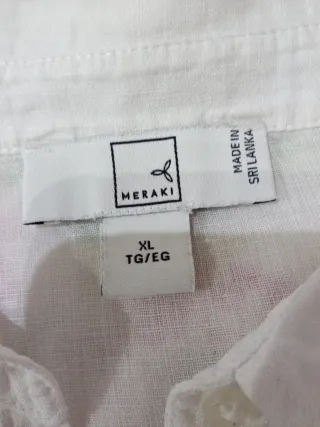 MERAKI
MADE IN
SRI LANKA
XL
TG/EG